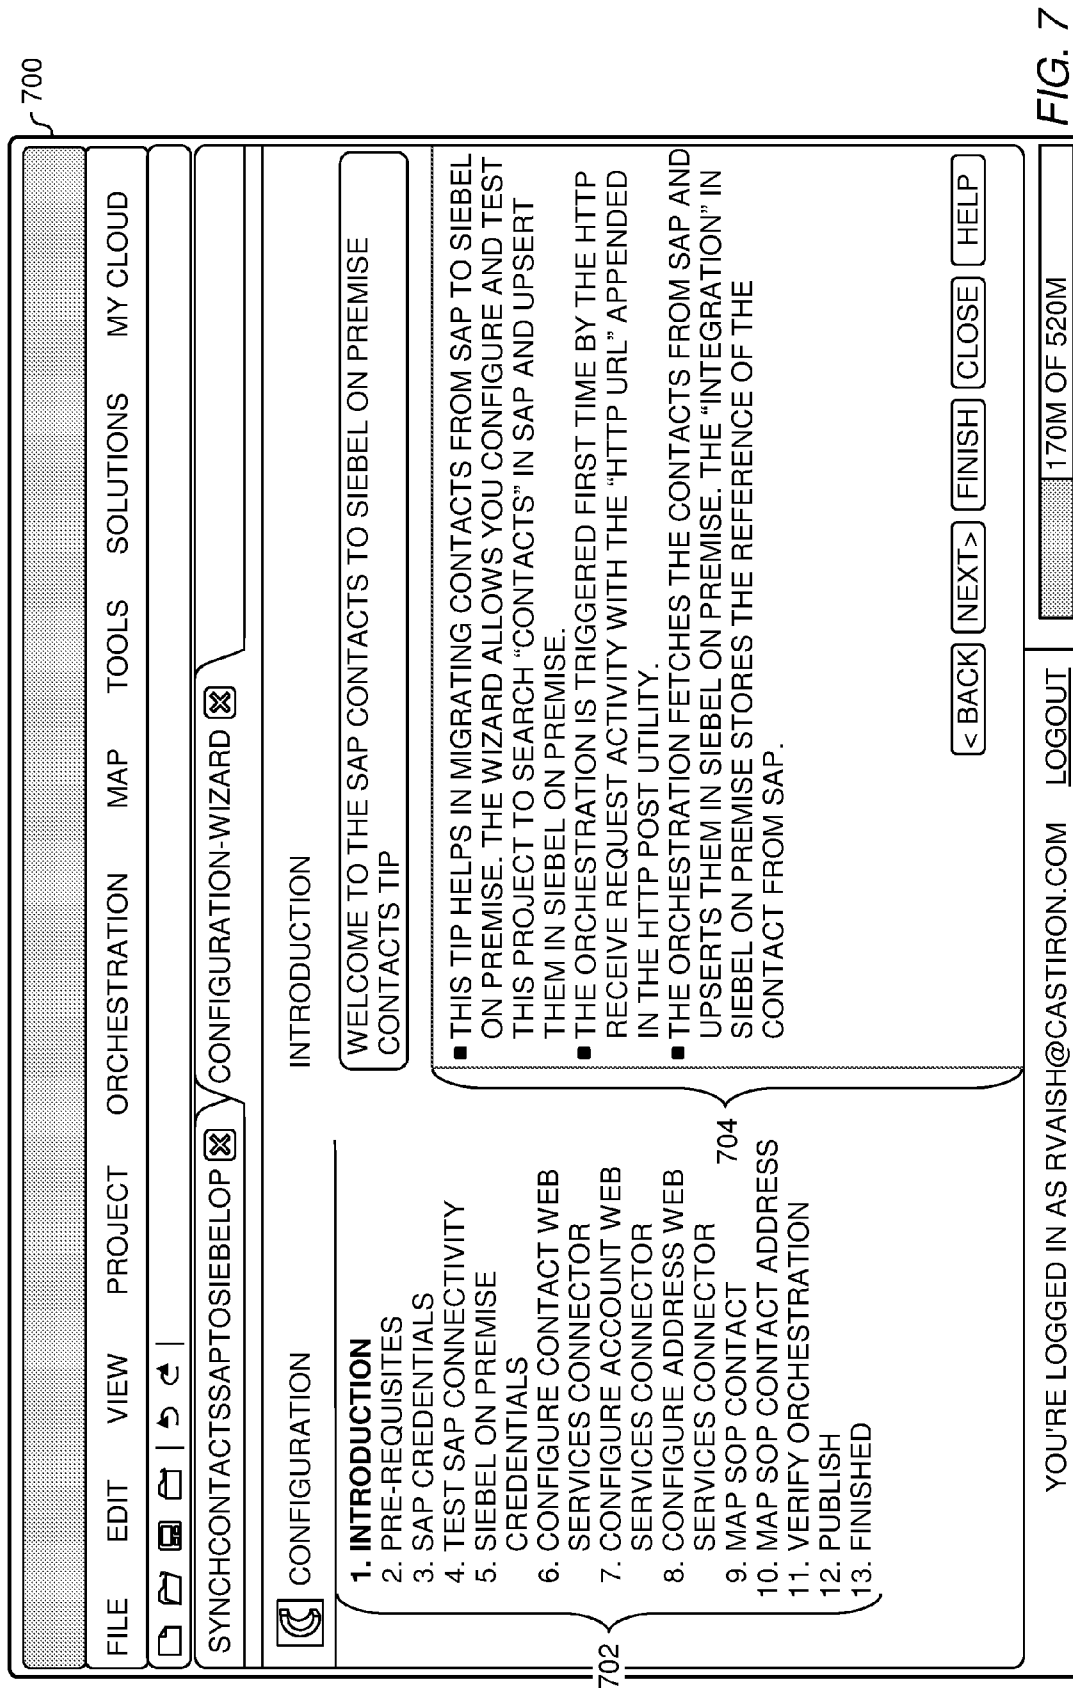 700
FILE EDIT VIEW PROJECT ORCHESTRATION MAP TOOLS SOLUTIONS MY CLOUD
SYNCHCONTACTSSAPTOSIEBELOP CONFIGURATION-WIZARD
CONFIGURATION
INTRODUCTION
702
1. INTRODUCTION
2. PRE-REQUISITES
3. SAP CREDENTIALS
4. TEST SAP CONNECTIVITY
5. SIEBEL ON PREMISE
CREDENTIALS
6. CONFIGURE CONTACT WEB
SERVICES CONNECTOR
7. CONFIGURE ACCOUNT WEB
SERVICES CONNECTOR
8. CONFIGURE ADDRESS WEB
SERVICES CONNECTOR
9. MAP SOP CONTACT
10. MAP SOP CONTACT ADDRESS
11. VERIFY ORCHESTRATION
12. PUBLISH
13. FINISHED
WELCOME TO THE SAP CONTACTS TO SIEBEL ON PREMISE
CONTACTS TIP
704
■ THIS TIP HELPS IN MIGRATING CONTACTS FROM SAP TO SIEBEL
ON PREMISE. THE WIZARD ALLOWS YOU CONFIGURE AND TEST
THIS PROJECT TO SEARCH “CONTACTS” IN SAP AND UPSERT
THEM IN SIEBEL ON PREMISE.
■ THE ORCHESTRATION IS TRIGGERED FIRST TIME BY THE HTTP
RECEIVE REQUEST ACTIVITY WITH THE “HTTP URL” APPENDED
IN THE HTTP POST UTILITY.
■ THE ORCHESTRATION FETCHES THE CONTACTS FROM SAP AND
UPSERTS THEM IN SIEBEL ON PREMISE. THE “INTEGRATION” IN
SIEBEL ON PREMISE STORES THE REFERENCE OF THE
CONTACT FROM SAP.
< BACK NEXT> FINISH CLOSE HELP
YOU'RE LOGGED IN AS RVAISH@CASTIRON.COM LOGOUT 170M OF 520M
FIG. 7